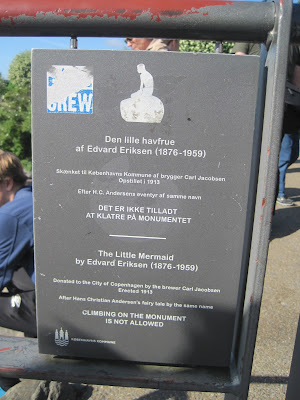 CREW
Den lille havfrue
af Edvard Eriksen (1876-1959)
Skænket til Københavns Kommune af brygger Carl Jacobsen
Opstillet i 1913
Efter H.C. Andersens eventyr af samme navn
DET ER IKKE TILLADT
AT KLATRE PÅ MONUMENTET
The Little Mermaid
by Edvard Eriksen (1876-1959)
Donated to the City of Copenhagen by the brewer Carl Jacobsen
Erected 1913
After Hans Christian Andersen's fairy tale by the same name
CLIMBING ON THE MONUMENT
IS NOT ALLOWED
KØBENHAVNS KOMMUNE